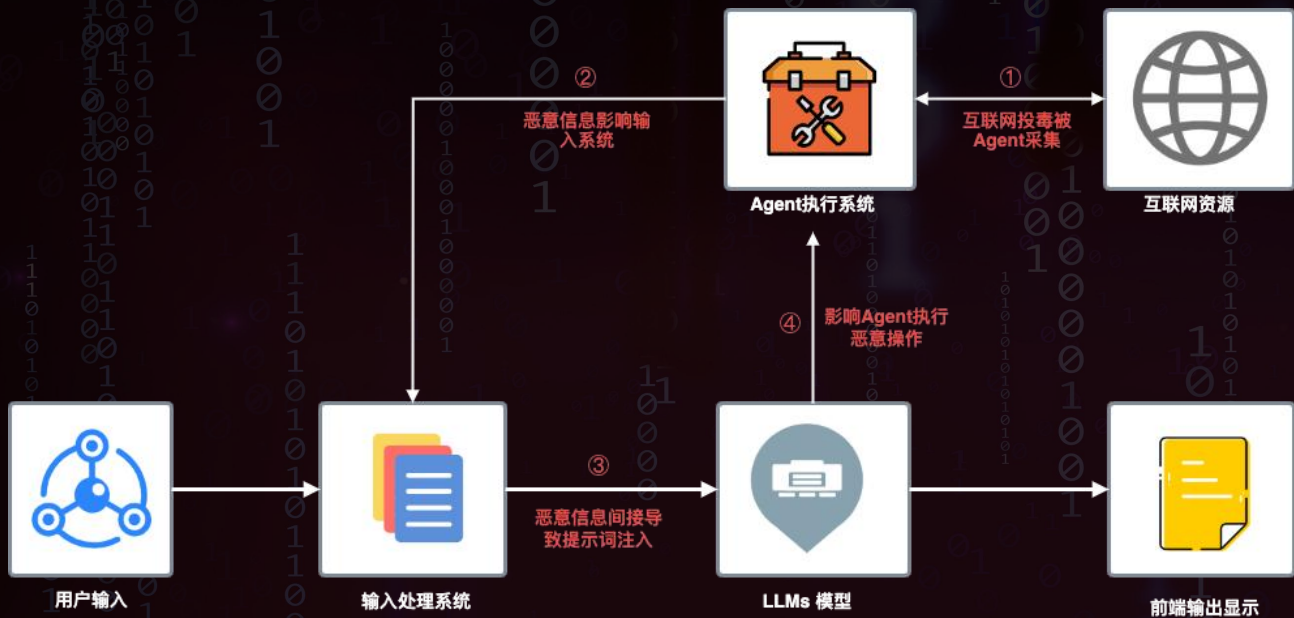 ②
恶意信息影响输
入系统
①
互联网投毒被
Agent采集
Agent执行系统
互联网资源
④
影响Agent执行
恶意操作
③
恶意信息间接导
致提示词注入
用户输入
输入处理系统
LLMs 模型
前端输出显示